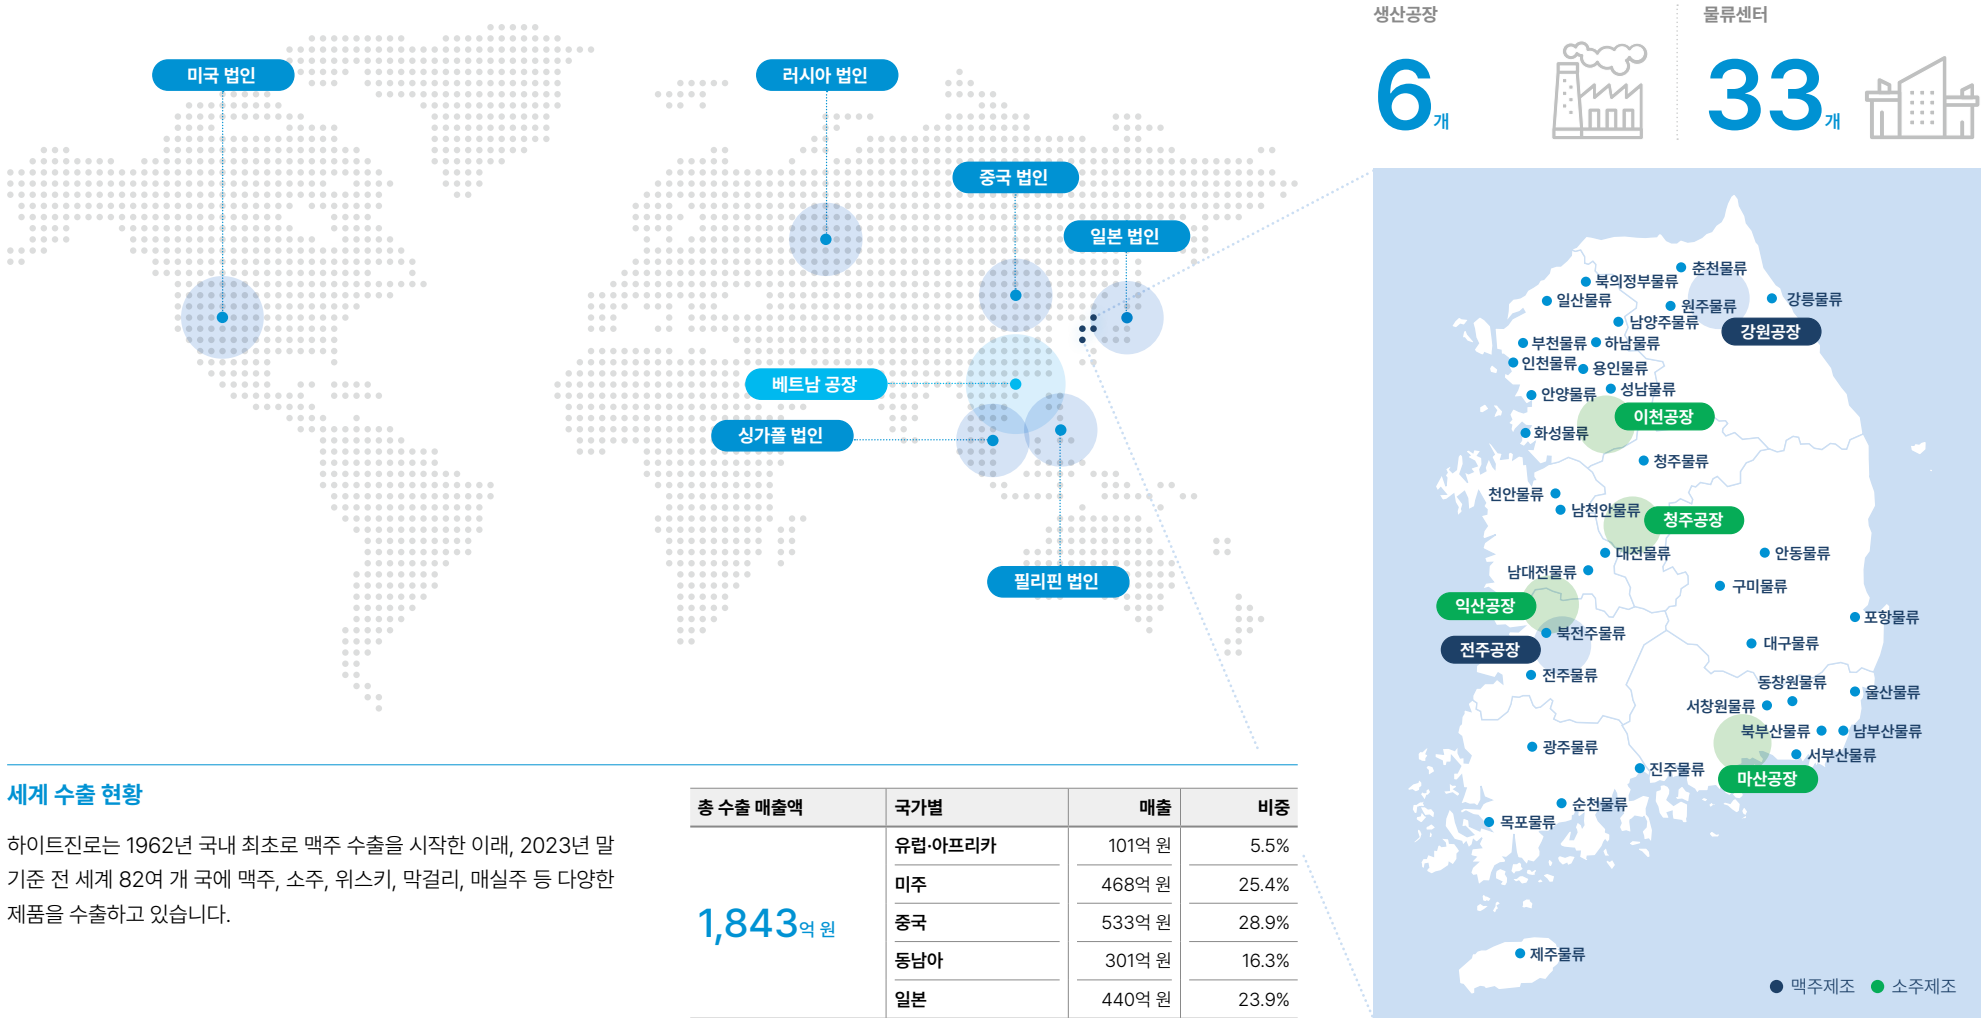 미국 법인
러시아 법인
중국 법인
일본 법인
베트남 공장
싱가폴 법인
필리핀 법인
세계 수출 현황
하이트진로는 1962년 국내 최초로 맥주 수출을 시작한 이래, 2023년 말
기준 전 세계 82여 개 국에 맥주, 소주, 위스키, 막걸리, 매실주 등 다양한
제품을 수출하고 있습니다.
총 수출 매출액 국가별 매출 비중
1,843억 원
유럽·아프리카 101억 원 5.5%
미주 468억 원 25.4%
중국 533억 원 28.9%
동남아 301억 원 16.3%
일본 440억 원 23.9%
생산공장
6개
물류센터
33개
춘천물류
북의정부물류
일산물류
원주물류
강릉물류
남양주물류
강원공장
부천물류
하남물류
인천물류
용인물류
안양물류
성남물류
이천공장
화성물류
청주물류
천안물류
남천안물류
청주공장
대전물류
안동물류
남대전물류
구미물류
익산공장
포항물류
북전주물류
전주공장
대구물류
전주물류
동창원물류
울산물류
서창원물류
북부산물류
남부산물류
광주물류
서부산물류
진주물류
마산공장
순천물류
목포물류
제주물류
맥주제조
소주제조